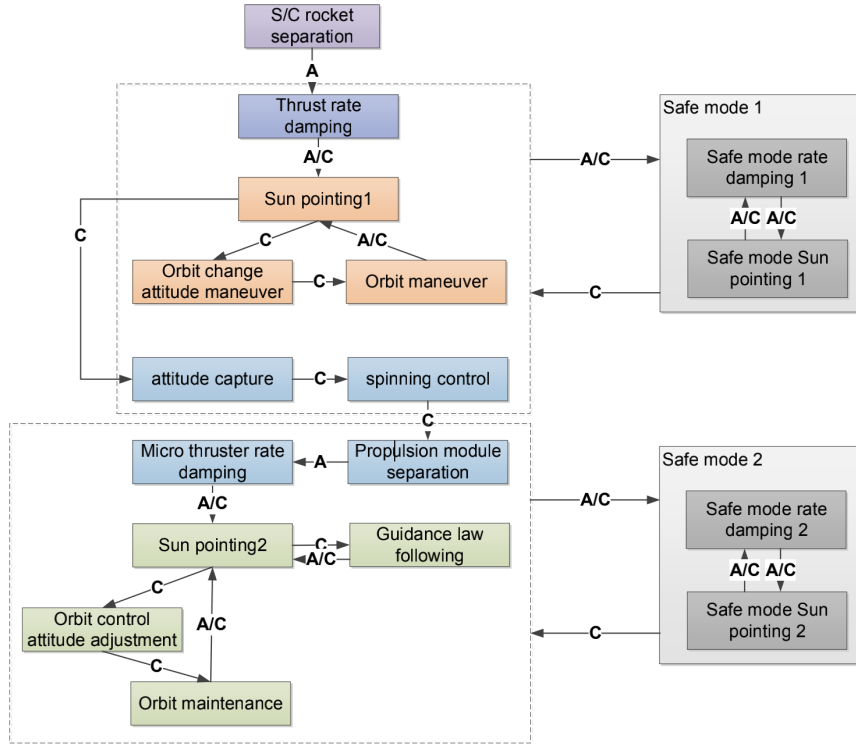 S/C rocket
separation
A
Thrust rate
damping
A/C
Sun pointing1
C
C
A/C
Orbit change
attitude maneuver
C
Orbit maneuver
attitude capture
C
spinning control
C
A/C
C
Safe mode 1
Safe mode rate
damping 1
A/C
A/C
Safe mode Sun
pointing 1
Micro thruster rate
damping
A
Propulsion module
separation
A/C
Sun pointing2
C
A/C
Guidance law
following
C
A/C
Orbit control
attitude adjustment
C
Orbit maintenance
A/C
C
Safe mode 2
Safe mode rate
damping 2
A/C
A/C
Safe mode Sun
pointing 2